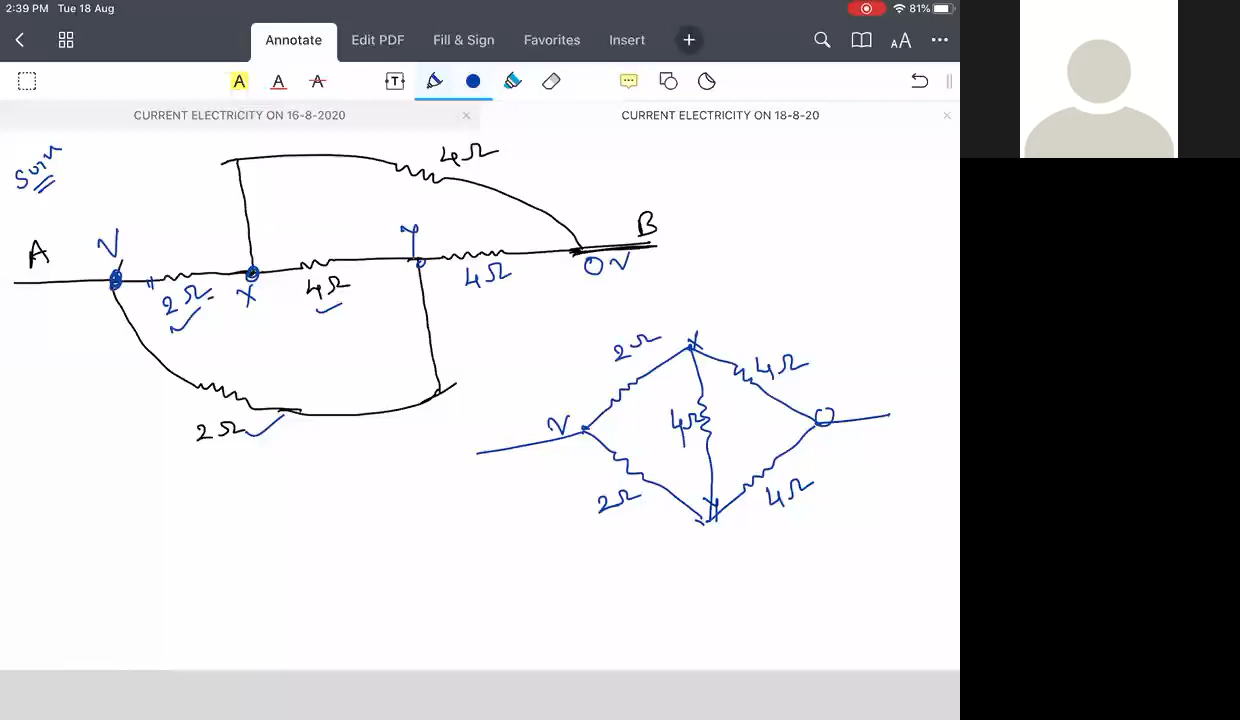 2:39 PM Tue 18 Aug
81%
Annotate Edit PDF Fill & Sign Favorites Insert
AA
A A A T
CURRENT ELECTRICITY ON 16-8-2020
CURRENT ELECTRICITY ON 18-8-20
4Ω
A V Y B
2Ω X 4Ω 4Ω 0V
2Ω
2Ω X 4Ω
V 4Ω 0
2Ω Y 4Ω